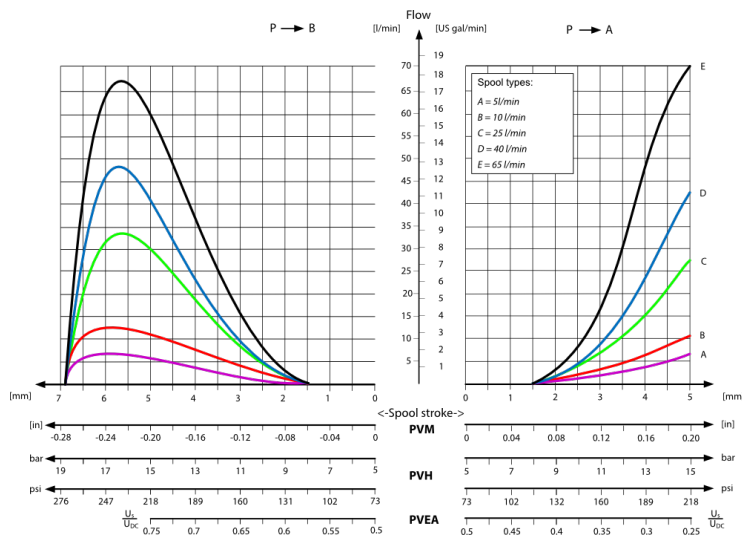 Flow
P → B
[l/min]
[US gal/min]
P → A
70
65
60
55
50
45
40
35
30
25
20
15
10
5
19
18
17
16
15
14
13
12
11
10
9
8
7
6
5
4
3
2
1
Spool types:
A = 5l/min
B = 10 l/min
C = 25 l/min
D = 40 l/min
E = 65 l/min
E
D
C
B
A
[mm]
7 6 5 4 3 2 1 0
0 1 1 2 3 4 5
[mm]
<-Spool stroke->
[in]
-0.28 -0.24 -0.20 -0.16 -0.12 -0.08 -0.04 0
PVM
0 0.04 0.08 0.12 0.16 0.20
[in]
bar
19 17 15 13 11 9 7 5
PVH
5 7 9 11 13 15
bar
psi
276 247 218 189 160 131 102 73
73 102 132 160 189 218
psi
US
UDC
0.75 0.7 0.65 0.6 0.55 0.5
PVEA
0.5 0.45 0.4 0.35 0.3 0.25
US
UDC